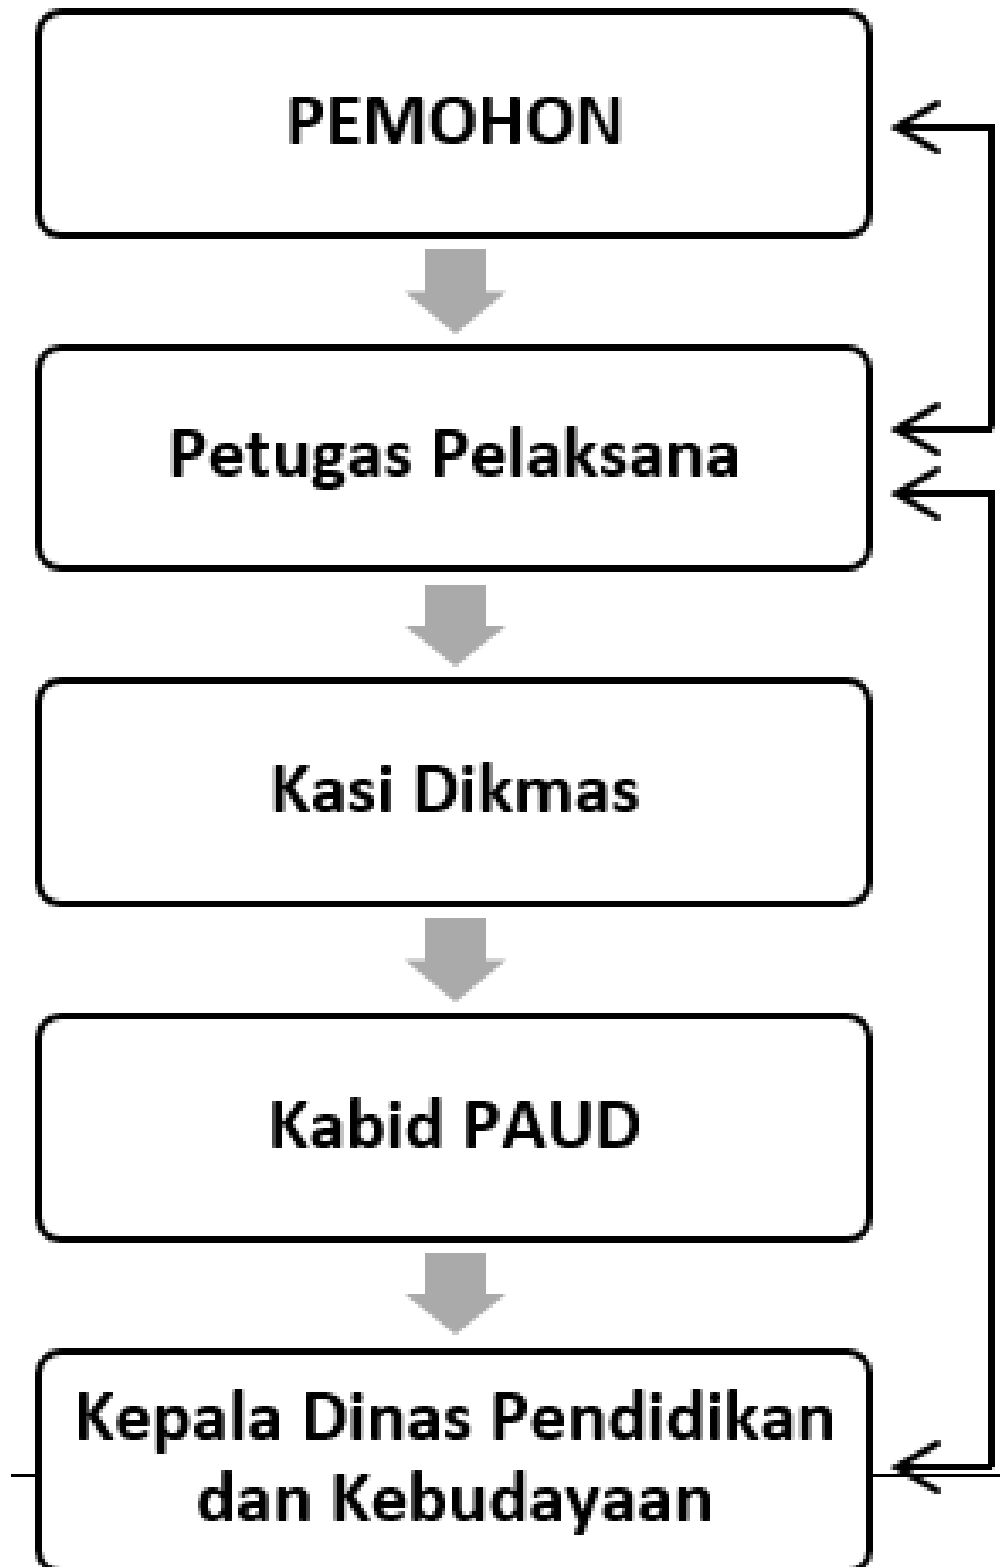 PEMOHON
Petugas Pelaksana
Kasi Dikmas
Kabid PAUD
Kepala Dinas Pendidikan
dan Kebudayaan